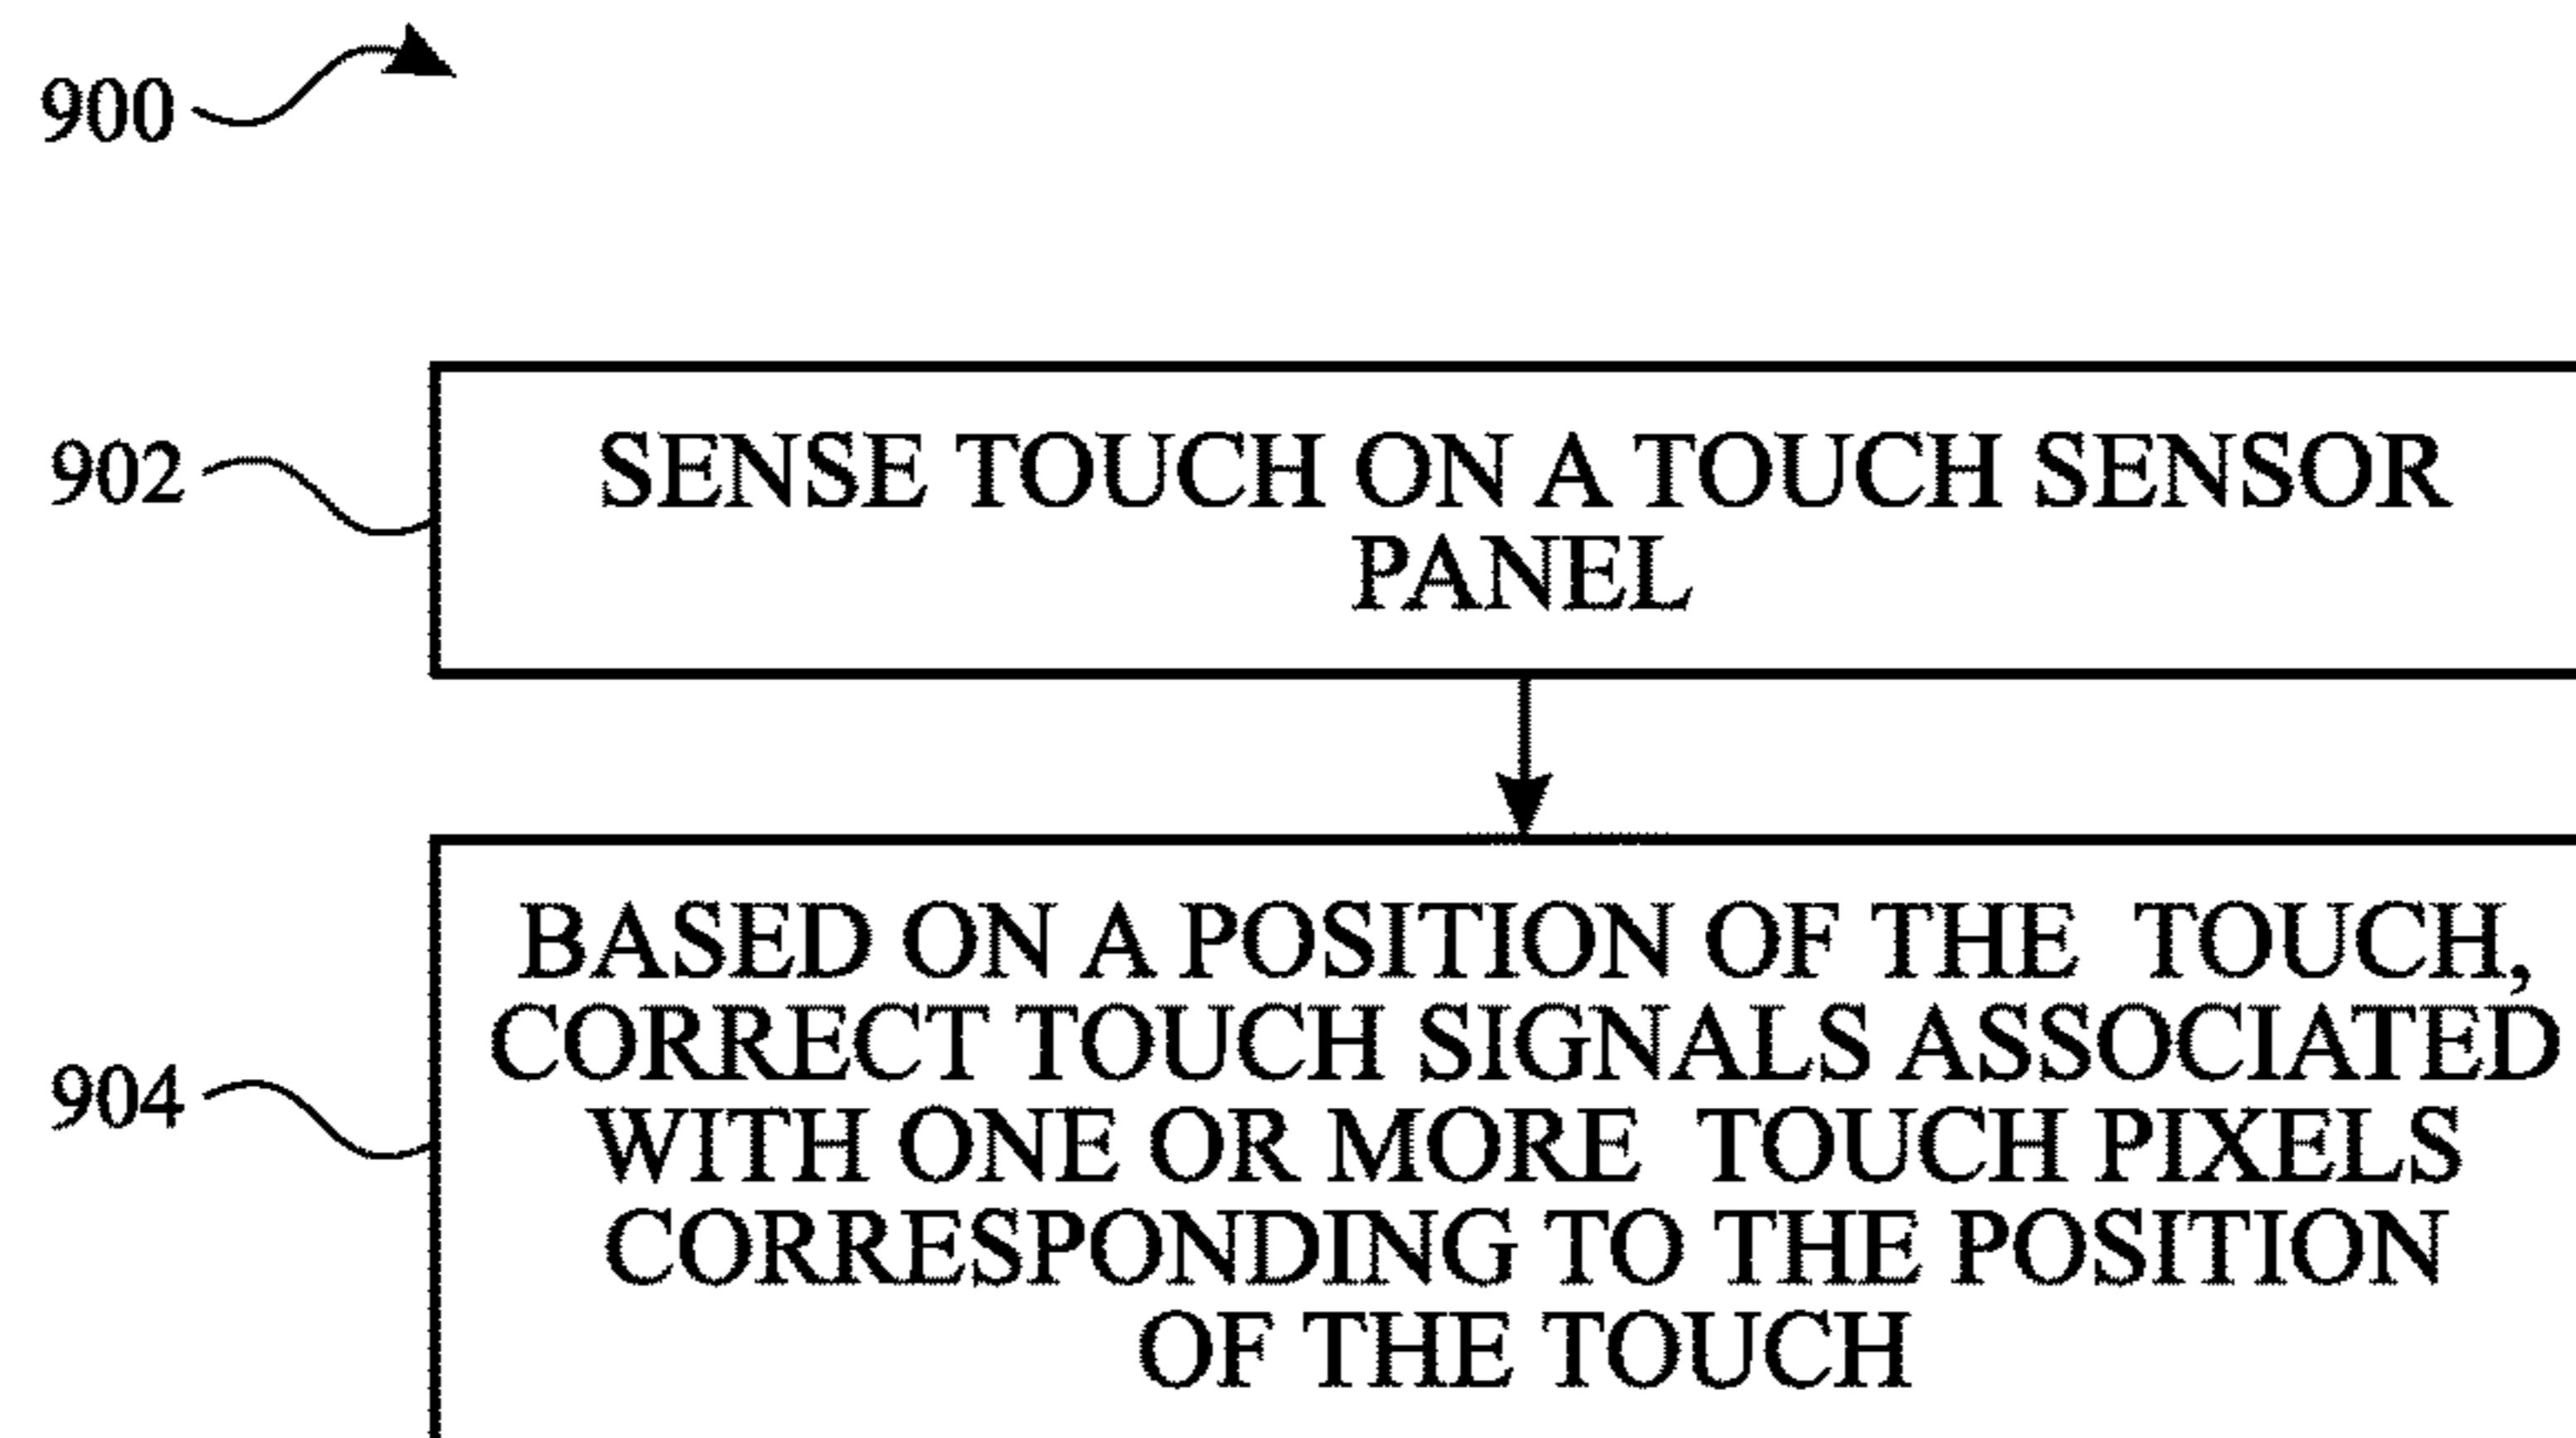 900
902
SENSE TOUCH ON A TOUCH SENSOR
PANEL
904
BASED ON A POSITION OF THE TOUCH,
CORRECT TOUCH SIGNALS ASSOCIATED
WITH ONE OR MORE TOUCH PIXELS
CORRESPONDING TO THE POSITION
OF THE TOUCH